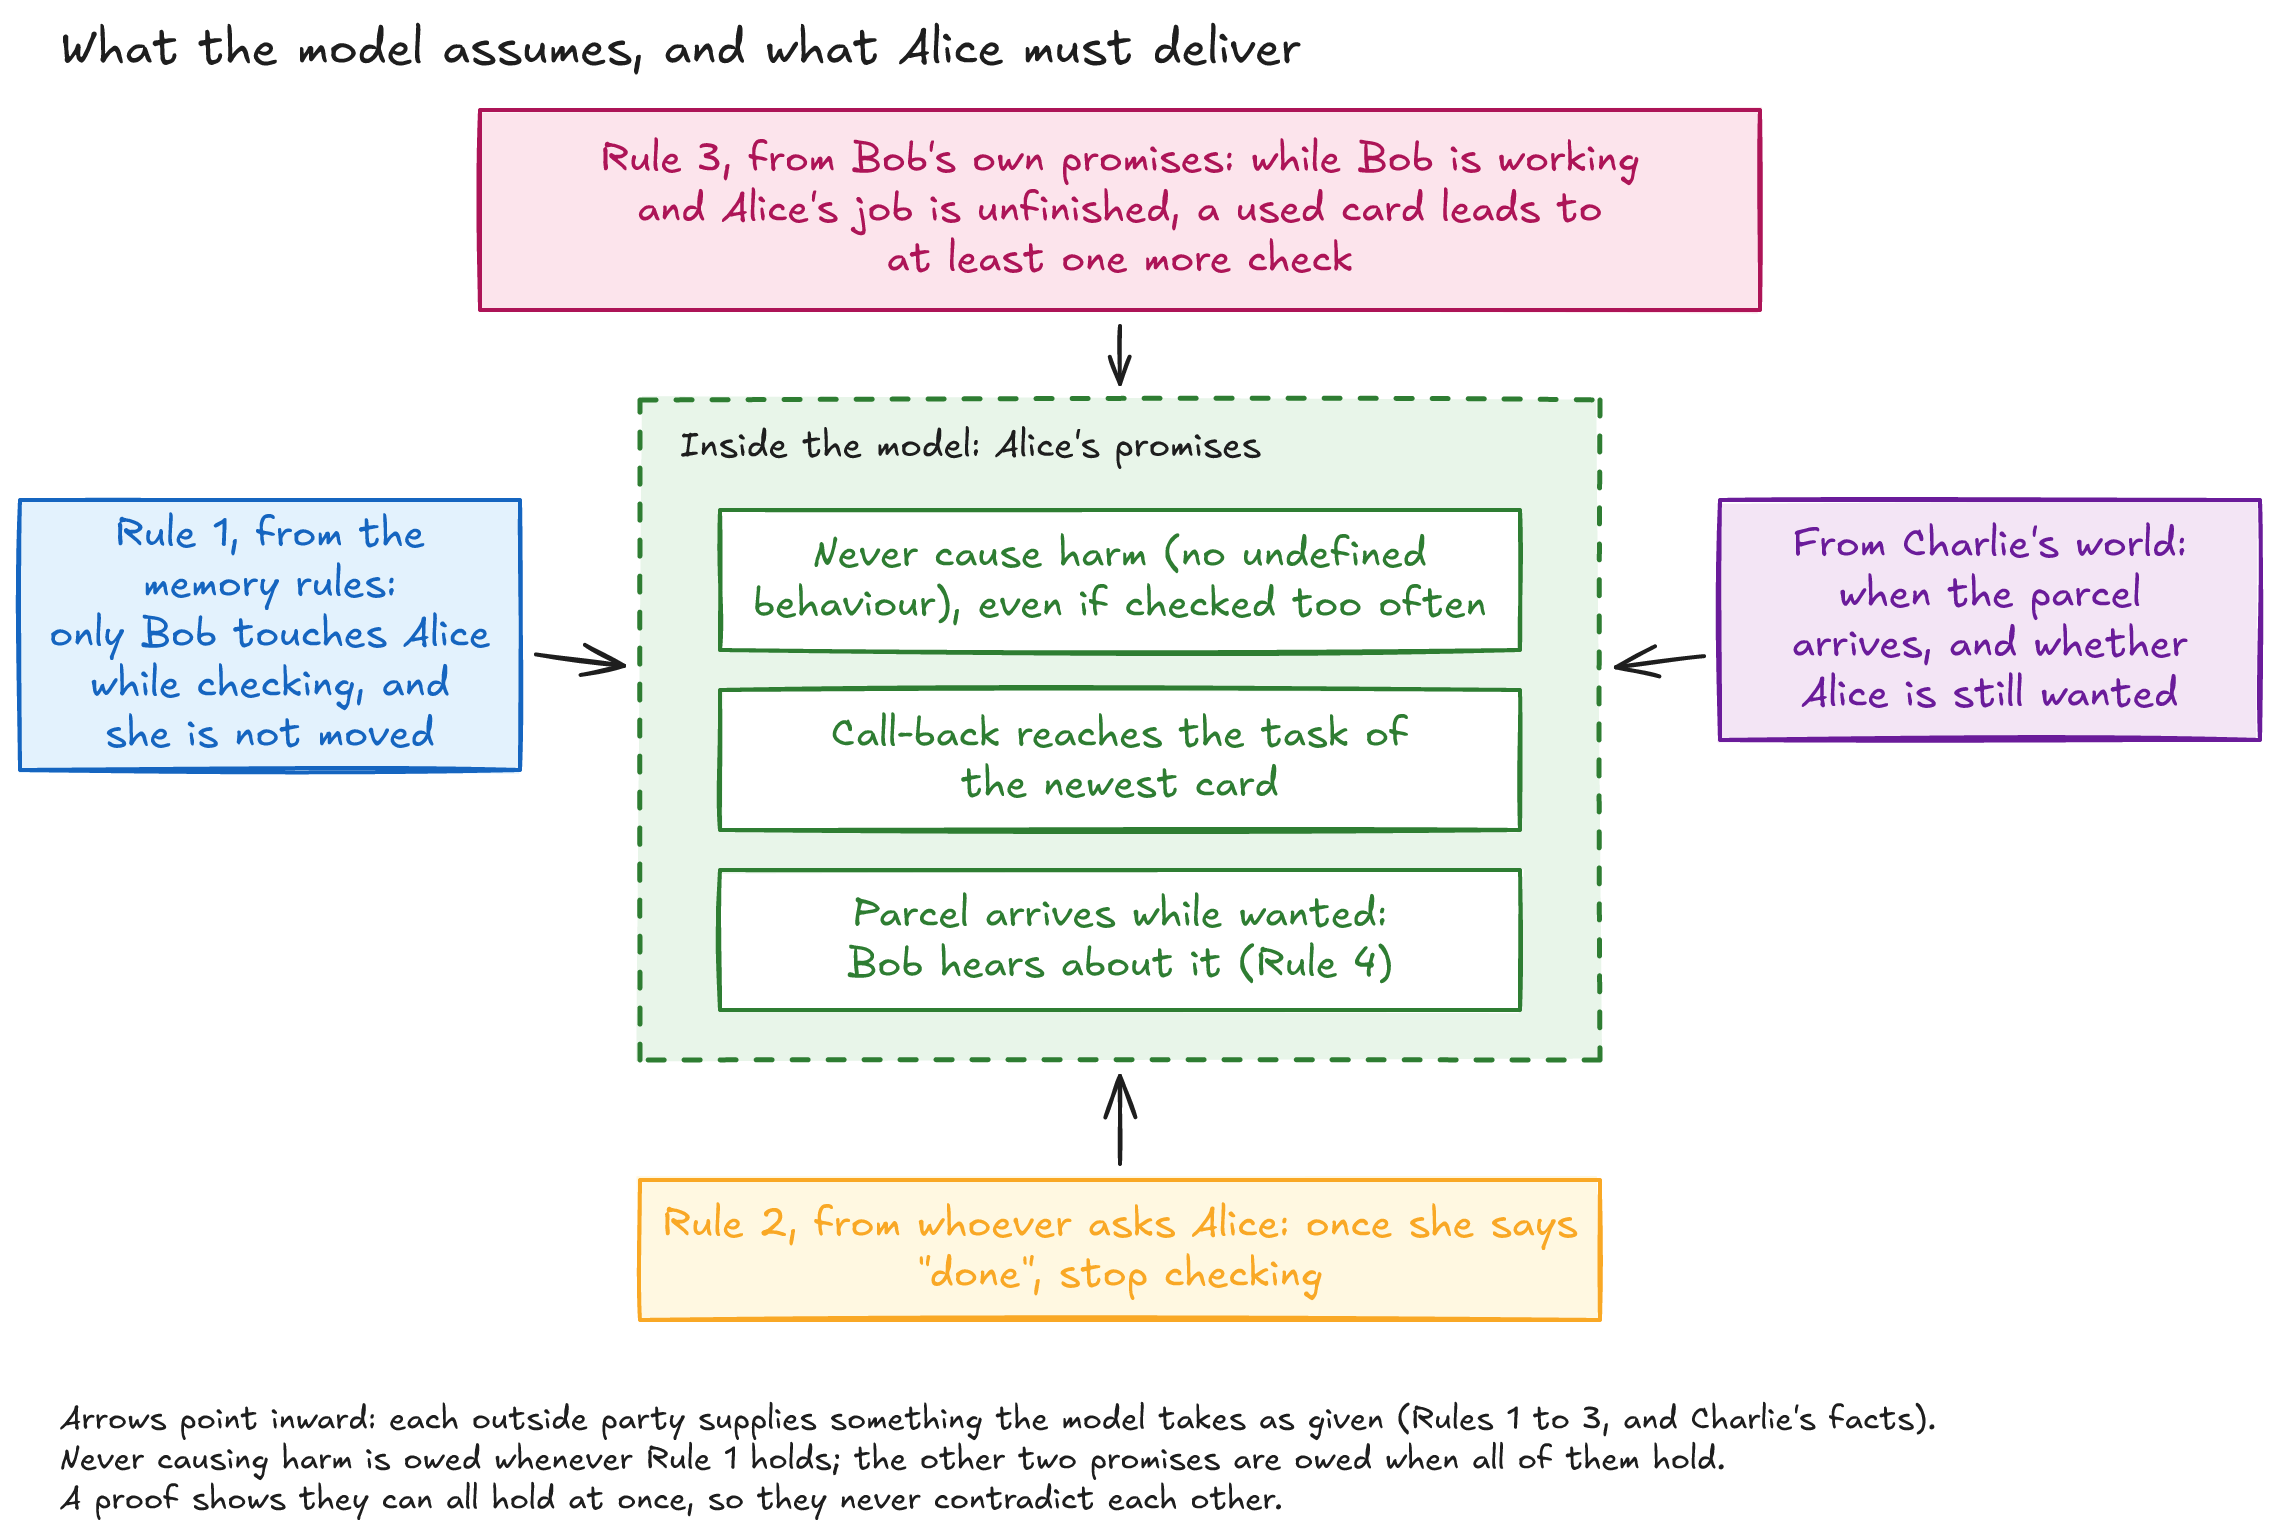 What the model assumes, and what Alice must deliver
Rule 3, from Bob's own promises: while Bob is working
and Alice's job is unfinished, a used card leads to
at least one more check
Inside the model: Alice's promises
Rule 1, from the
memory rules:
only Bob touches Alice
while checking, and
she is not moved
Never cause harm (no undefined
behaviour), even if checked too often
Call-back reaches the task of
the newest card
Parcel arrives while wanted:
Bob hears about it (Rule 4)
From Charlie's world:
when the parcel
arrives, and whether
Alice is still wanted
Rule 2, from whoever asks Alice: once she says
"done", stop checking
Arrows point inward: each outside party supplies something the model takes as given (Rules 1 to 3, and Charlie's facts).
Never causing harm is owed whenever Rule 1 holds; the other two promises are owed when all of them hold.
A proof shows they can all hold at once, so they never contradict each other.